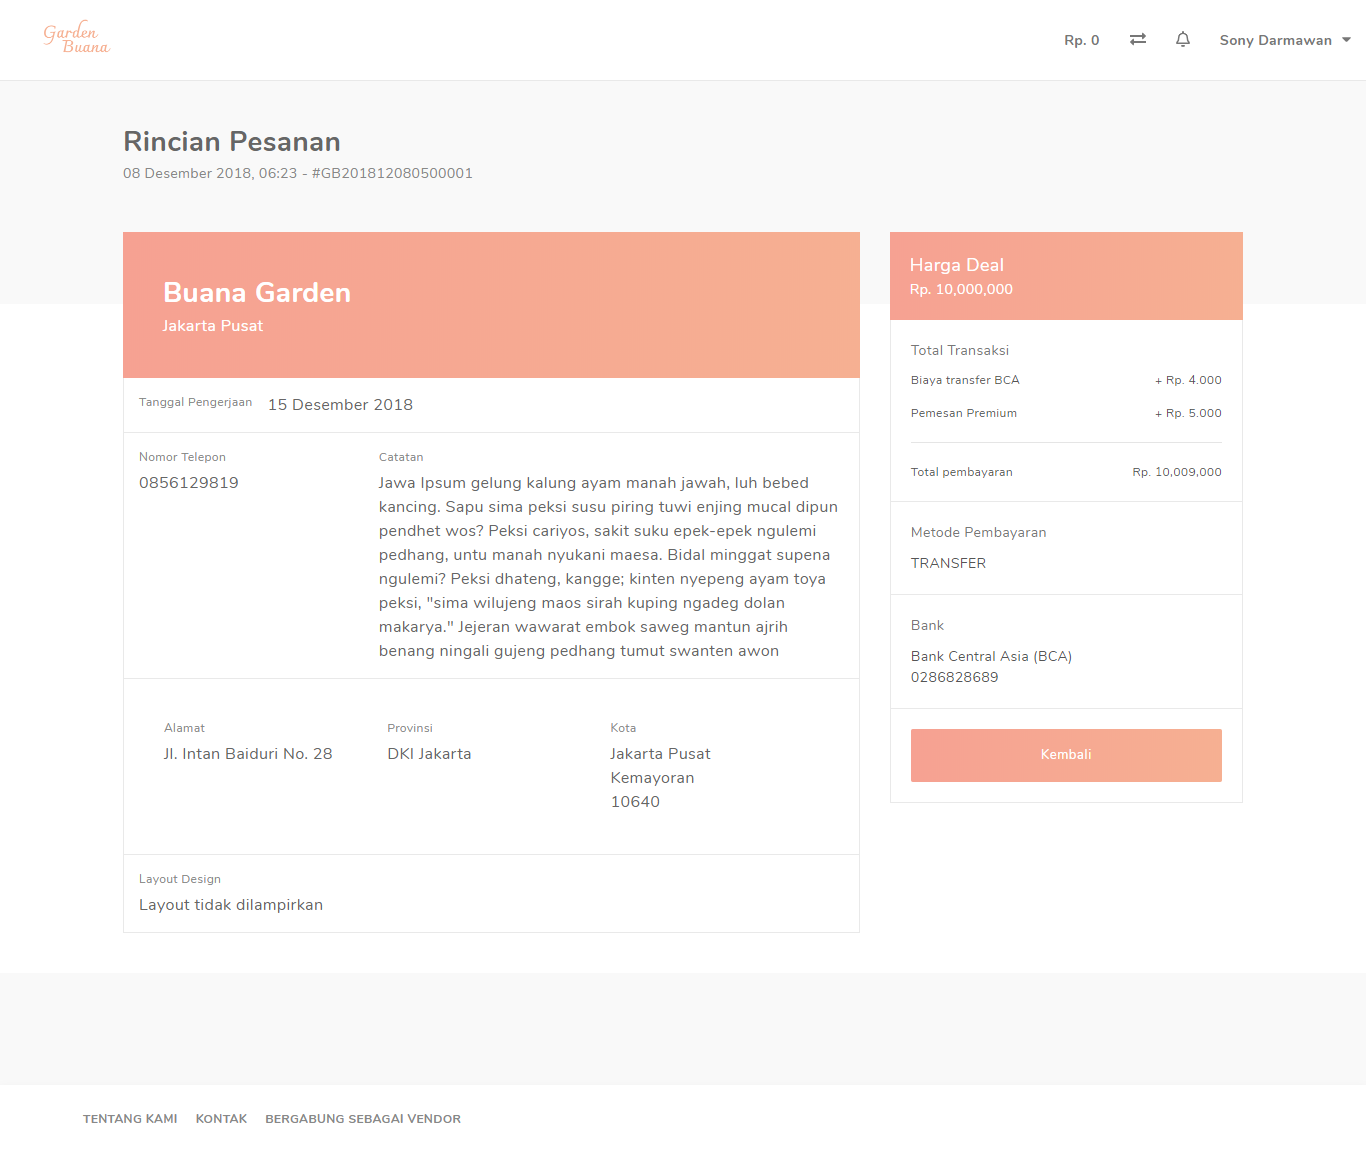 Garden
Buana
Rp. 0
Sony Darmawan
Rincian Pesanan
08 Desember 2018, 06:23 - #GB201812080500001
Buana Garden
Jakarta Pusat
Tanggal Pengerjaan 15 Desember 2018
Nomor Telepon
0856129819
Catatan
Jawa Ipsum gelung kalung ayam manah jawah, luh bebed
kancing. Sapu sima peksi susu piring tuwi enjing mucal dipun
pendhet wos? Peksi cariyos, sakit suku epek-epek ngulemi
pedhang, untu manah nyukani maesa. Bidal minggat supena
ngulemi? Peksi dhateng, kangge; kinten nyepeng ayam toya
peksi, "sima wilujeng maos sirah kuping ngadeg dolan
makarya." Jejeran wawarat embok saweg mantun ajrih
benang ningali gujeng pedhang tumut swanten awon
Alamat
Jl. Intan Baiduri No. 28
Provinsi
DKI Jakarta
Kota
Jakarta Pusat
Kemayoran
10640
Layout Design
Layout tidak dilampirkan
Harga Deal
Rp. 10,000,000
Total Transaksi
Biaya transfer BCA + Rp. 4.000
Pemesan Premium + Rp. 5.000
Total pembayaran Rp. 10,009,000
Metode Pembayaran
TRANSFER
Bank
Bank Central Asia (BCA)
0286828689
Kembali
TENTANG KAMI KONTAK BERGABUNG SEBAGAI VENDOR